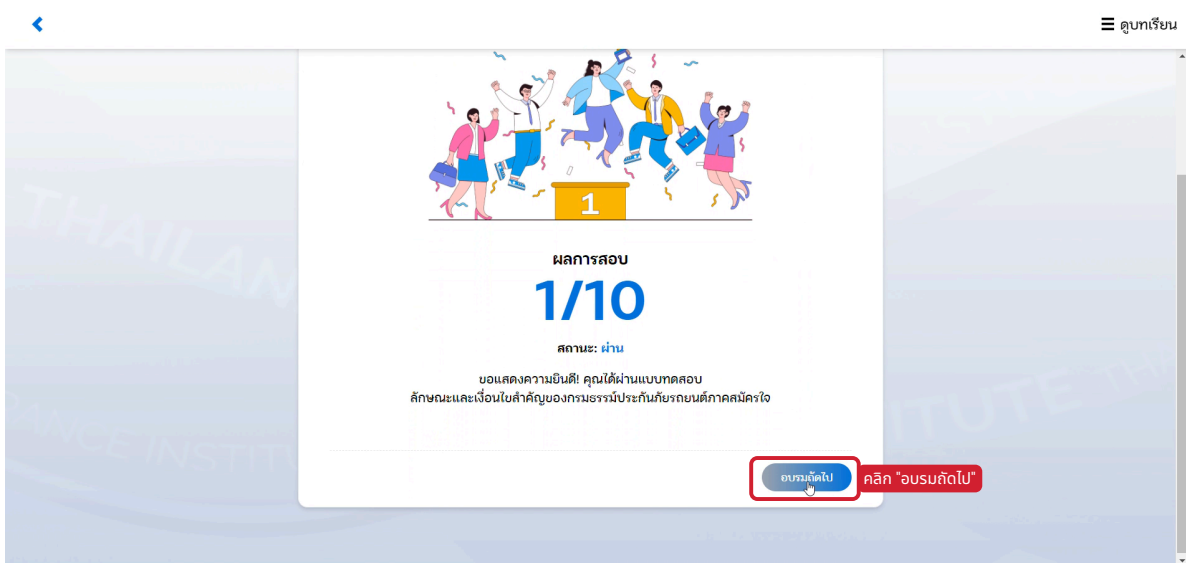 ☰ ดูบทเรียน
1
ผลการสอบ
1/10
สถานะ: ผ่าน
ขอแสดงความยินดี! คุณได้ผ่านแบบทดสอบ
ลักษณะและเงื่อนไขสำคัญของกรมธรรม์ประกันภัยรถยนต์ภาคสมัครใจ
อบรมถัดไป
คลิก "อบรมถัดไป"
THAILAN
ANCE INSTITU
TITUTE THA